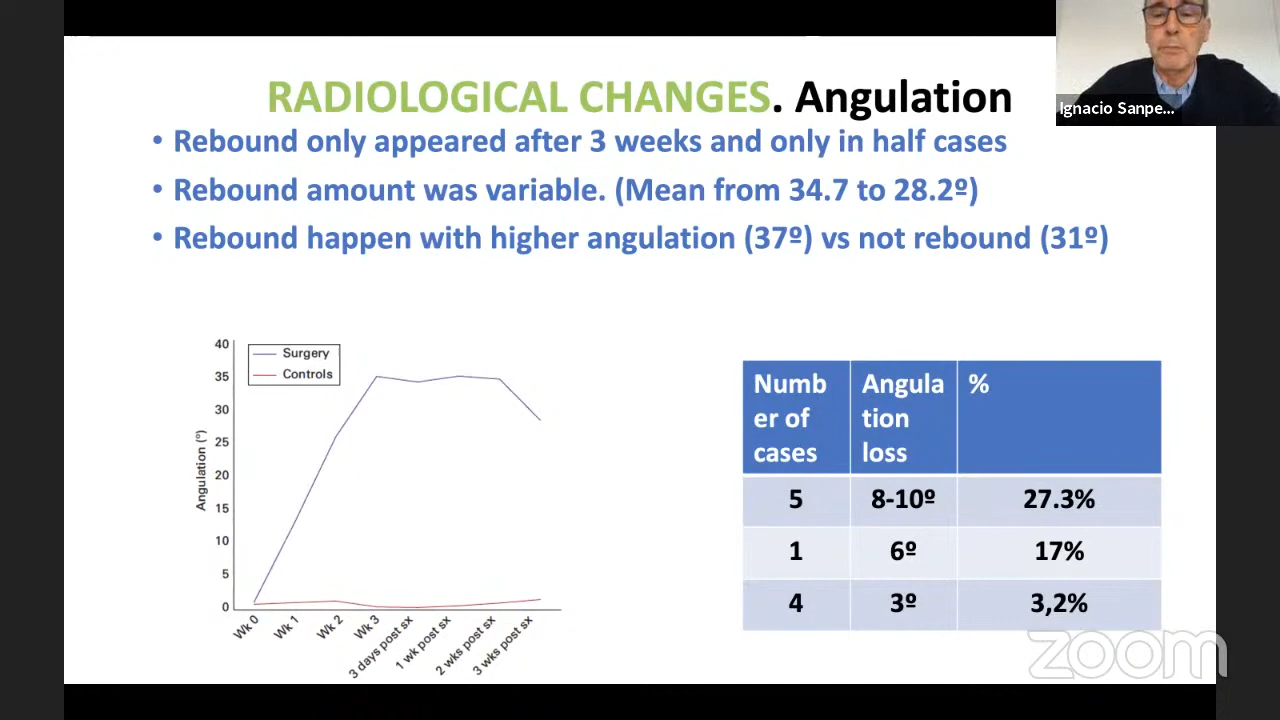 RADIOLOGICAL CHANGES. Angulation
• Rebound only appeared after 3 weeks and only in half cases
• Rebound amount was variable. (Mean from 34.7 to 28.2º)
• Rebound happen with higher angulation (37º) vs not rebound (31º)
Ignacio Sanpe...
40
35
30
25
20
15
10
5
0
Angulation (°)
Surgery
Controls
Wk 0
Wk 1
Wk 2
Wk 3
3 days post sx
1 wk post sx
2 wks post sx
3 wks post sx
Numb
er of
cases
Angula
tion
loss
%
5 8-10º 27.3%
1 6º 17%
4 3º 3,2%
zoom